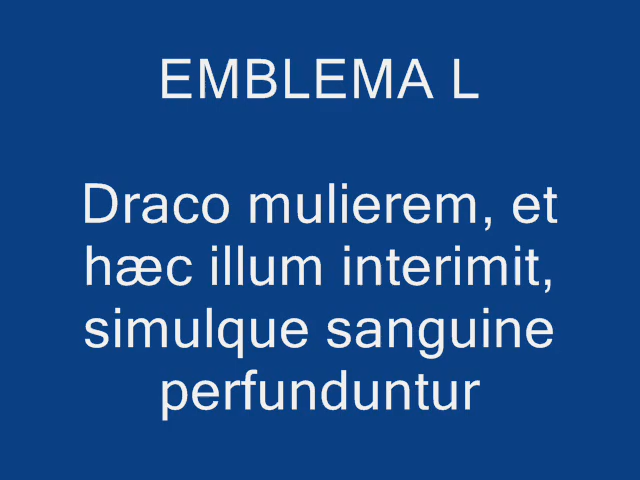 EMBLEMA L
Draco mulierem, et
hæc illum interimit,
simulque sanguine
perfunduntur